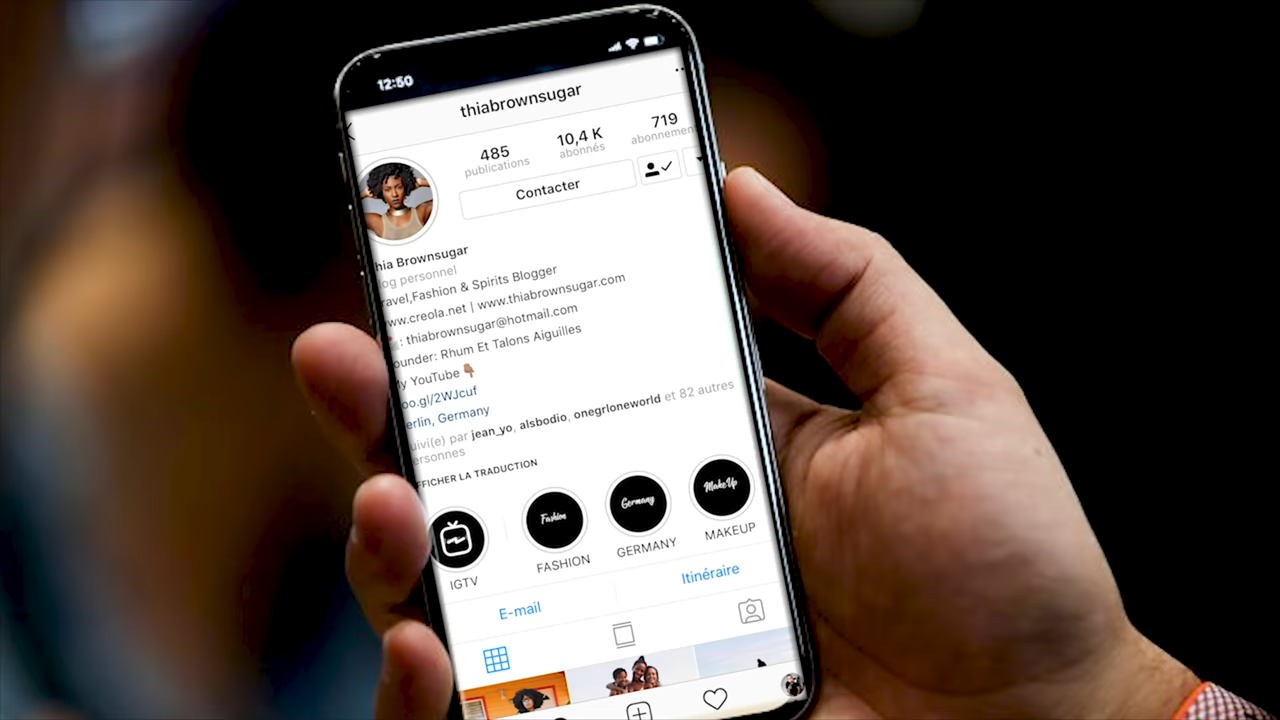 12:50
thiabrownsugar
485 10,4 K 719
publications abonnés abonnemen
Contacter
hia Brownsugar
og personnel
ravel,Fashion & Spirits Blogger
ww.creola.net | www.thiabrownsugar.com
: thiabrownsugar@hotmail.com
ounder: Rhum Et Talons Aiguilles
y YouTube 👇🏽
oo.gl/2WJcuf
erlin, Germany
uivi(e) par jean_yo, alsbodio, onegrloneworld et 82 autres
ersonnes
FFICHER LA TRADUCTION
Fashion Germany MakeUp
IGTV FASHION GERMANY MAKEUP
E-mail Itinéraire